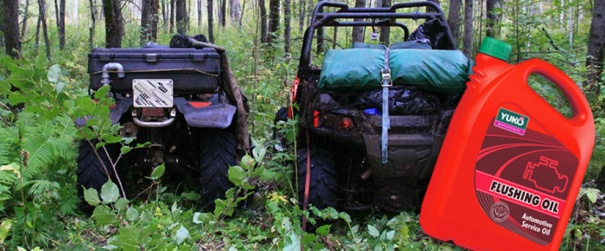 YUKO
FLUSHING OIL
Automotive
Service Oil